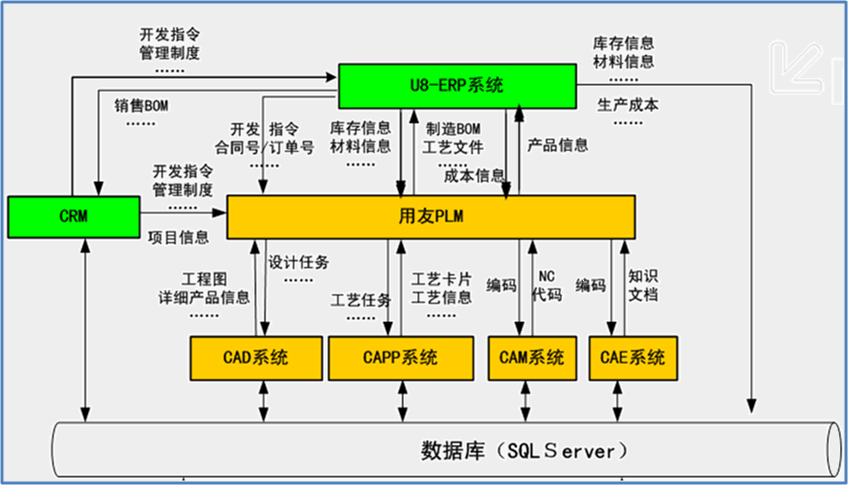 开发指令
管理制度
……
库存信息
材料信息
……
U8-ERP系统
销售BOM
……
生产成本
……
开发 指令
合同号/订单号
……
库存信息
材料信息
……
制造BOM
工艺文件
……
产品信息
成本信息
……
开发指令
管理制度
……
CRM
用友PLM
项目信息
设计任务
……
工程图
详细产品信息
……
工艺任务
……
工艺卡片
工艺信息
……
编码
NC
代码
编码
知识
文档
CAD系统
CAPP系统
CAM系统
CAE系统
数据库（SQLＳerver）